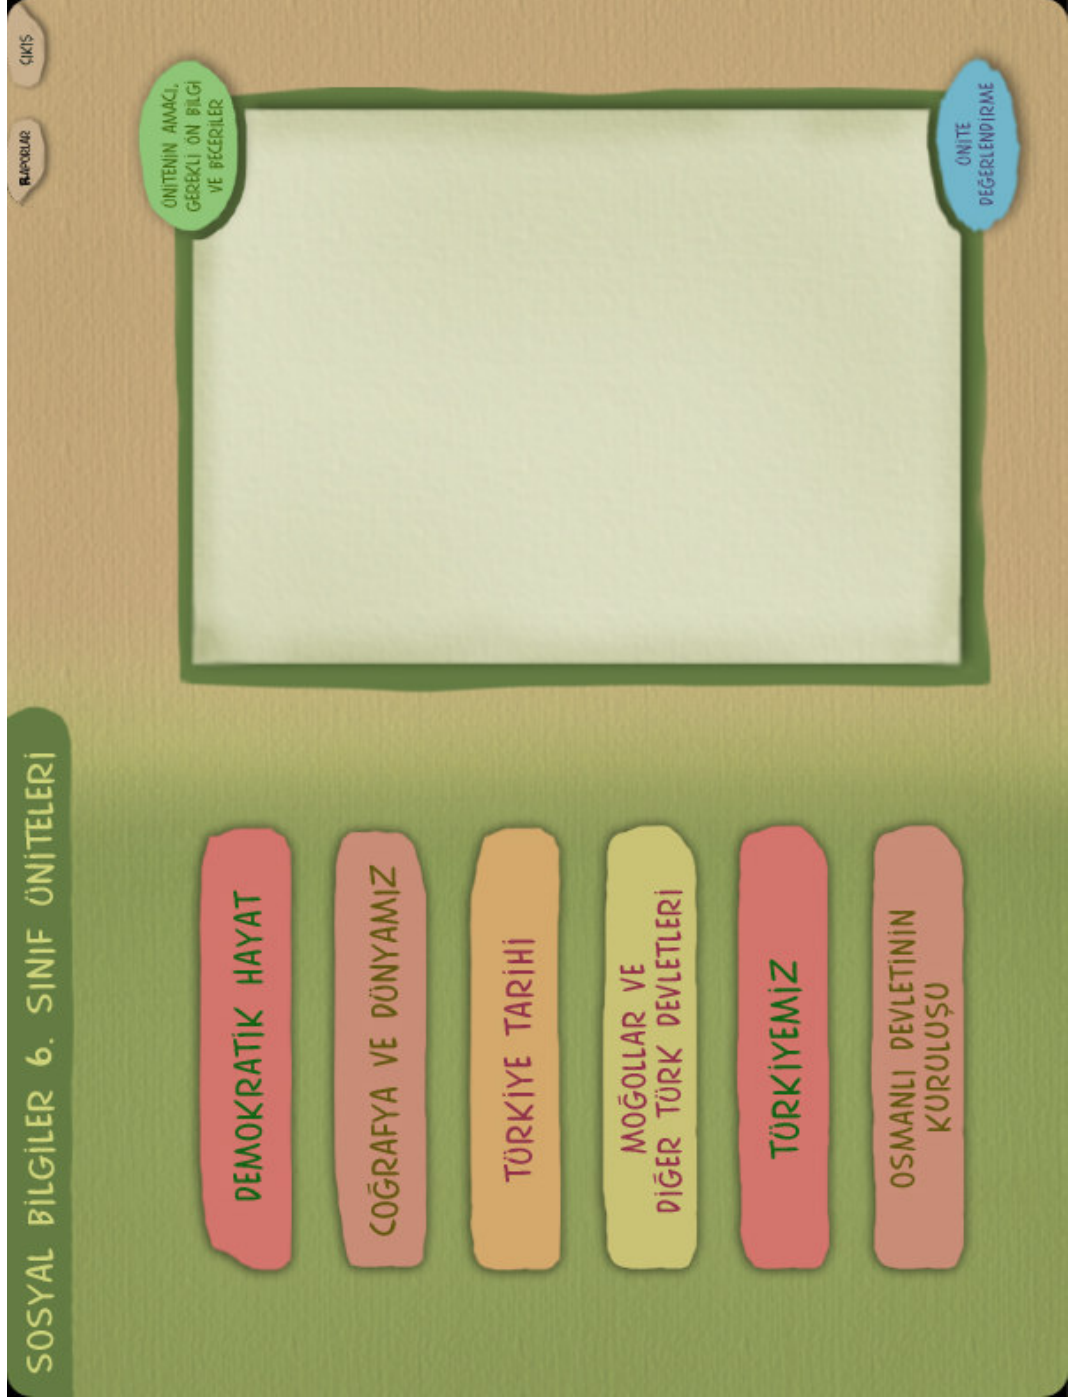 SOSYAL BİLGİLER 6. SINIF ÜNİTELERİ
RAPORLAR
ÇIKIŞ
DEMOKRATİK HAYAT
COĞRAFYA VE DÜNYAMIZ
TÜRKİYE TARİHİ
MOĞOLLAR VE
DİĞER TÜRK DEVLETLERİ
TÜRKİYEMİZ
OSMANLI DEVLETİNİN
KURULUŞU
ÜNİTENİN AMACI,
GEREKLİ ÖN BİLGİ
VE BECERİLER
ÜNİTE
DEĞERLENDİRME